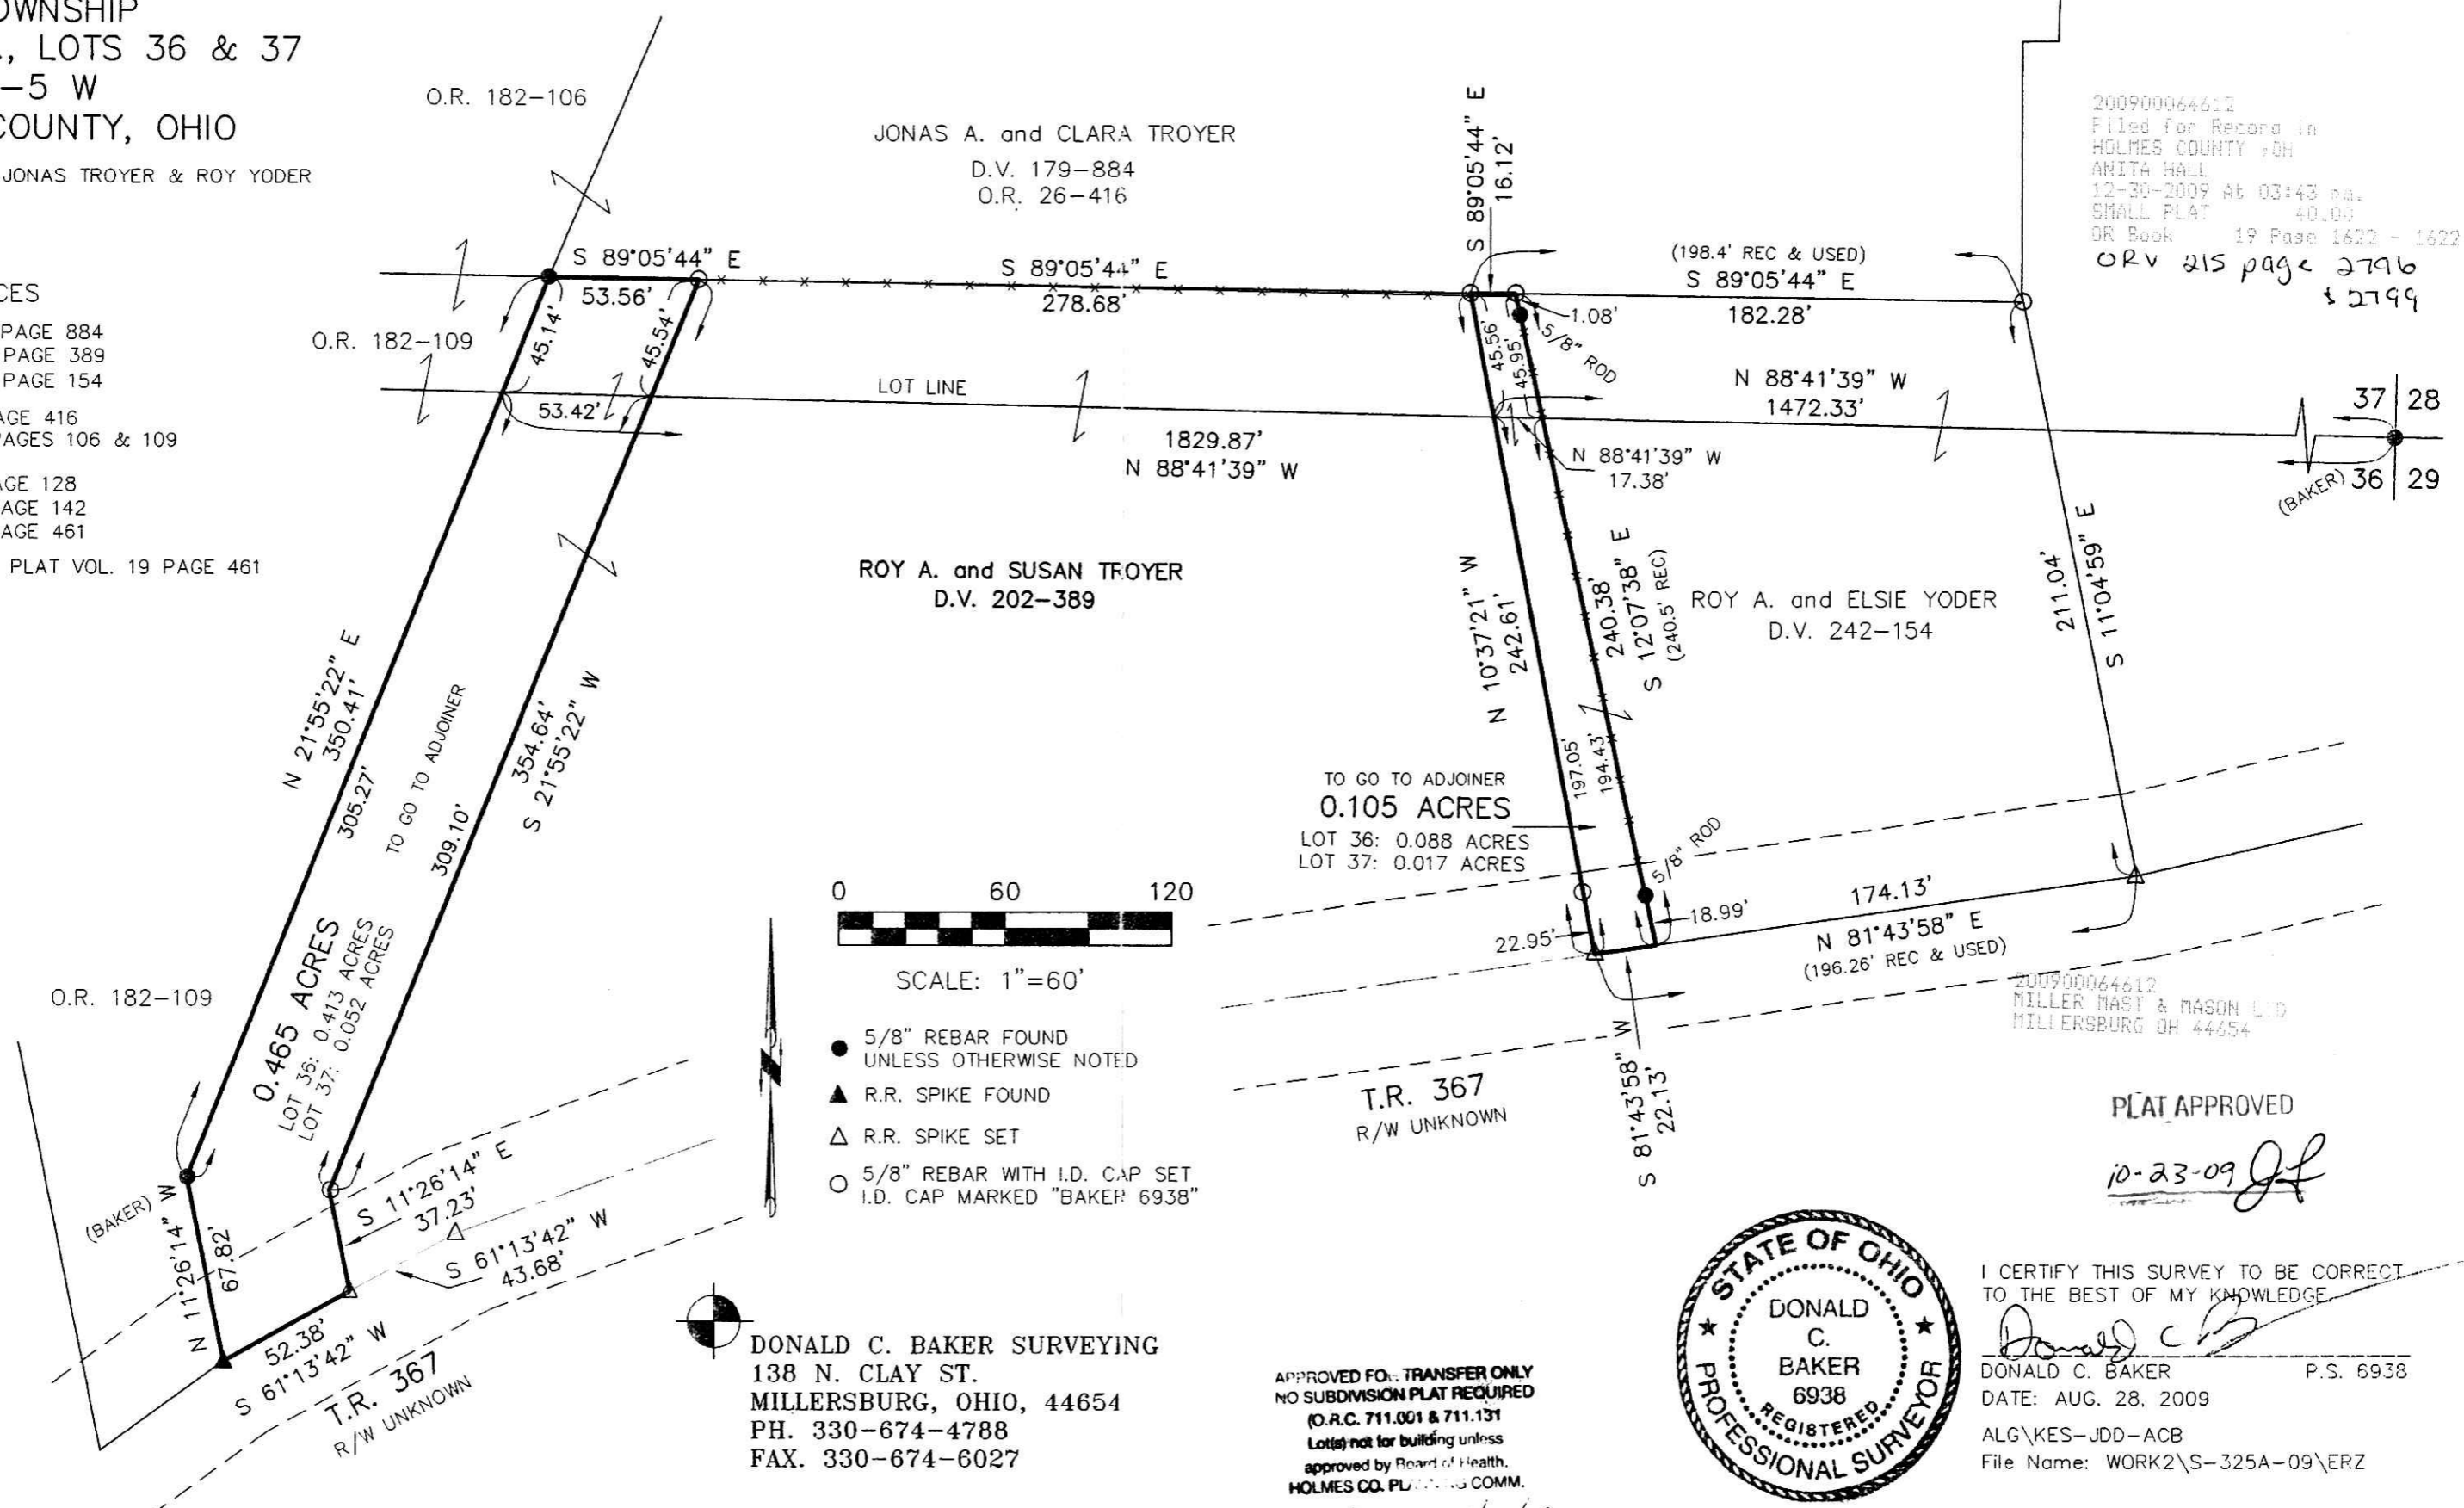 OWNSHIP
., LOTS 36 & 37
-5 W
COUNTY, OHIO
JONAS TROYER & ROY YODER
CES
PAGE 884
PAGE 389
PAGE 154
AGE 416
AGES 106 & 109
AGE 128
AGE 142
AGE 461
PLAT VOL. 19 PAGE 461
O.R. 182-106
JONAS A. and CLARA TROYER
D.V. 179-884
O.R. 26-416
S 89°05'44" E
16.12'
200900064612
Filed for Record in
HOLMES COUNTY, OH
ANITA HALL
12-30-2009 At 03:43 pm.
SMALL PLAT 40.00
OR Book 19 Page 1622 - 1622
ORV 215 page 2796
& 2799
S 89°05'44" E
53.56'
S 89°05'44" E
278.68'
(198.4' REC & USED)
S 89°05'44" E
182.28'
45.14'
45.54'
O.R. 182-109
53.42'
LOT LINE
1829.87'
N 88°41'39" W
45.56'
45.95'
1.08'
5/8" ROD
N 88°41'39" W
1472.33'
N 88°41'39" W
17.38'
37 28
36 29
(BAKER)
ROY A. and SUSAN TROYER
D.V. 202-389
ROY A. and ELSIE YODER
D.V. 242-154
211.04'
S 11°04'59" E
N 10°37'21" W
242.61'
240.38'
S 12°07'38" E
(240.5' REC)
197.05'
194.43'
N 21°55'22" E
350.41'
305.27'
TO GO TO ADJOINER
354.64'
S 21°55'22" W
309.10'
0.465 ACRES
LOT 36: 0.413 ACRES
LOT 37: 0.052 ACRES
TO GO TO ADJOINER
0.105 ACRES
LOT 36: 0.088 ACRES
LOT 37: 0.017 ACRES
5/8" ROD
22.95'
18.99'
174.13'
N 81°43'58" E
(196.26' REC & USED)
S 81°43'58" W
22.13'
T.R. 367
R/W UNKNOWN
200900064612
MILLER MAST & MASON LTD
MILLERSBURG OH 44654
0 60 120
SCALE: 1"=60'
5/8" REBAR FOUND
UNLESS OTHERWISE NOTED
R.R. SPIKE FOUND
R.R. SPIKE SET
5/8" REBAR WITH I.D. CAP SET
I.D. CAP MARKED "BAKER 6938"
N
O.R. 182-109
(BAKER)
N 11°26'14" W
67.82'
S 11°26'14" E
37.23'
S 61°13'42" W
43.68'
52.38'
S 61°13'42" W
T.R. 367
R/W UNKNOWN
DONALD C. BAKER SURVEYING
138 N. CLAY ST.
MILLERSBURG, OHIO, 44654
PH. 330-674-4788
FAX. 330-674-6027
APPROVED FOR TRANSFER ONLY
NO SUBDIVISION PLAT REQUIRED
(O.R.C. 711.001 & 711.131
Lot(s) not for building unless
approved by Board of Health.
HOLMES CO. PLANNING COMM.
PLAT APPROVED
10-23-09
STATE OF OHIO
DONALD
C.
BAKER
6938
REGISTERED
PROFESSIONAL SURVEYOR
I CERTIFY THIS SURVEY TO BE CORRECT
TO THE BEST OF MY KNOWLEDGE.
Donald C B
DONALD C. BAKER P.S. 6938
DATE: AUG. 28, 2009
ALG\KES-JDD-ACB
File Name: WORK2\S-325A-09\ERZ